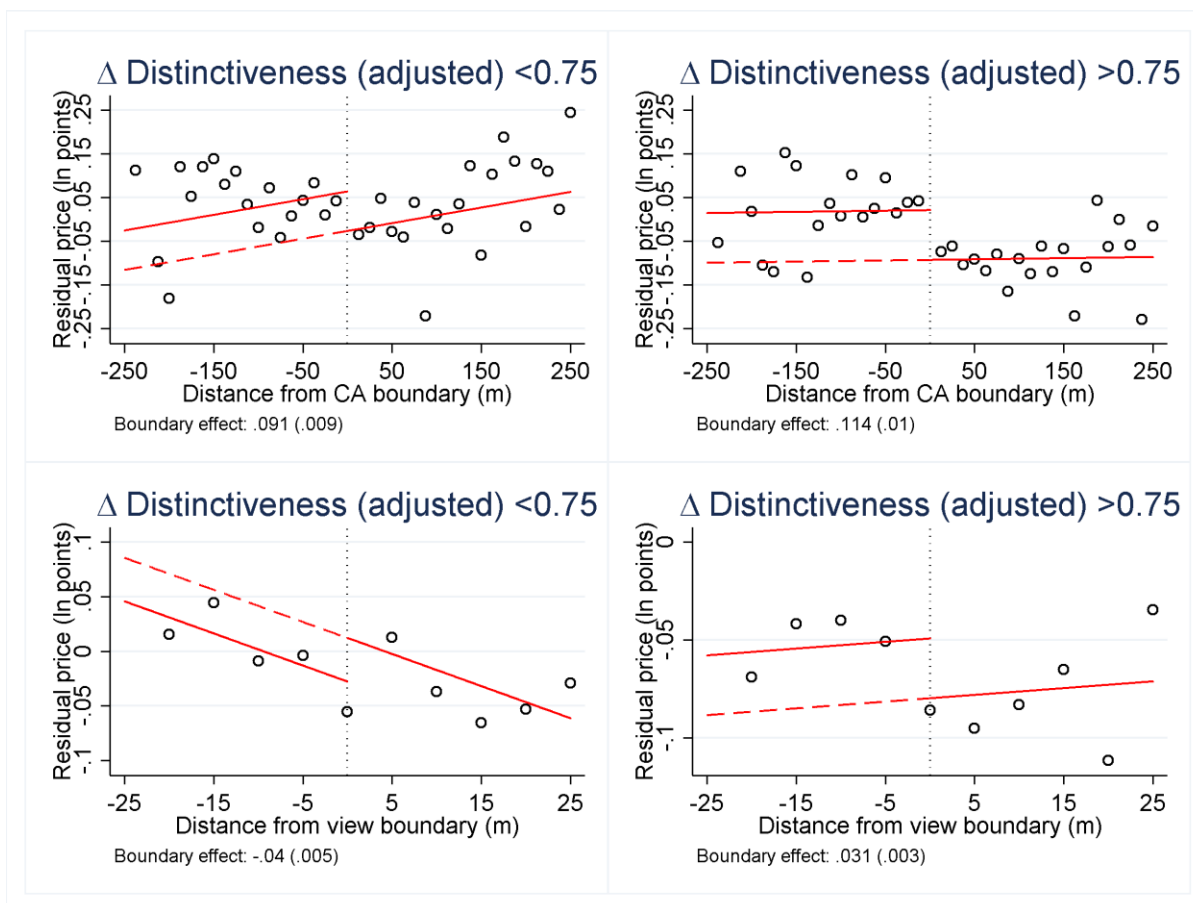 Δ Distinctiveness (adjusted) <0.75
Residual price (ln points)
.25
.15
.05
-.05
-.15
-.25
-250
-150
-50
50
150
250
Distance from CA boundary (m)
Boundary effect: .091 (.009)
Δ Distinctiveness (adjusted) >0.75
Residual price (ln points)
.25
.15
.05
-.05
-.15
-.25
-250
-150
-50
50
150
250
Distance from CA boundary (m)
Boundary effect: .114 (.01)
Δ Distinctiveness (adjusted) <0.75
Residual price (ln points)
.1
.05
0
-.05
-.1
-25
-15
-5
5
15
25
Distance from view boundary (m)
Boundary effect: -.04 (.005)
Δ Distinctiveness (adjusted) >0.75
Residual price (ln points)
0
-.05
-.1
-25
-15
-5
5
15
25
Distance from view boundary (m)
Boundary effect: .031 (.003)